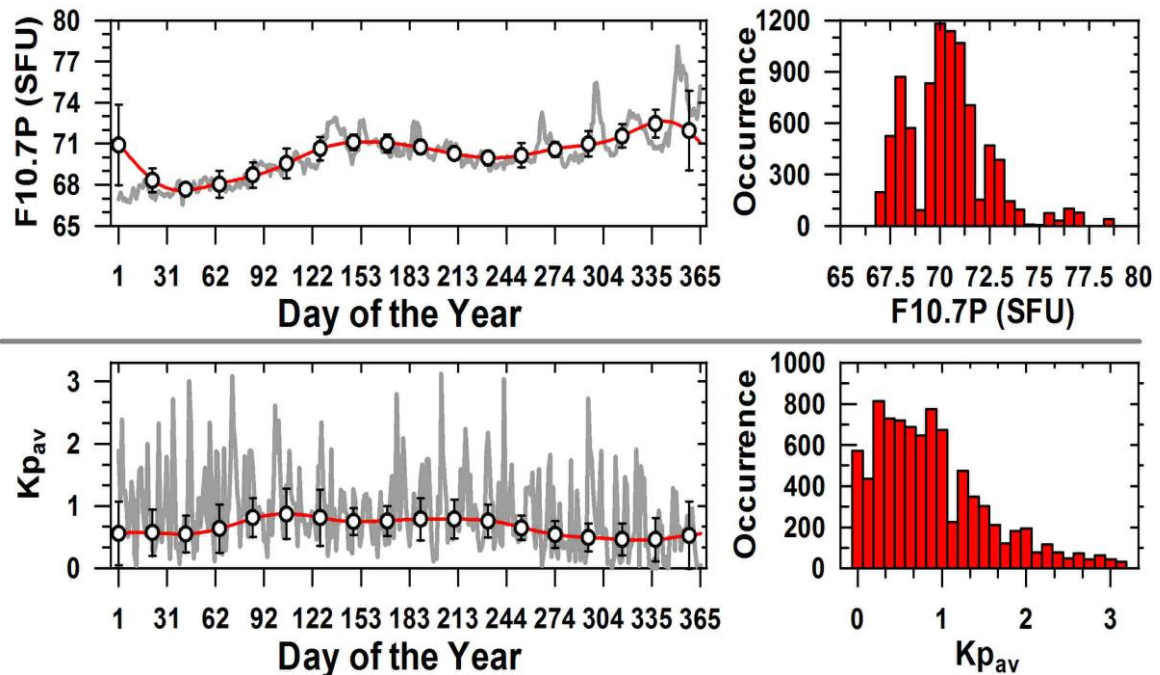 F10.7P (SFU)
80
77
74
71
68
65
1 31 62 92 122 153 183 213 244 274 304 335 365
Day of the Year
Occurrence
1200
900
600
300
0
65 67.5 70 72.5 75 77.5 80
F10.7P (SFU)
Kp_av
3
2
1
0
1 31 62 92 122 153 183 213 244 274 304 335 365
Day of the Year
Occurrence
1000
800
600
400
200
0
0 1 2 3
Kp_av